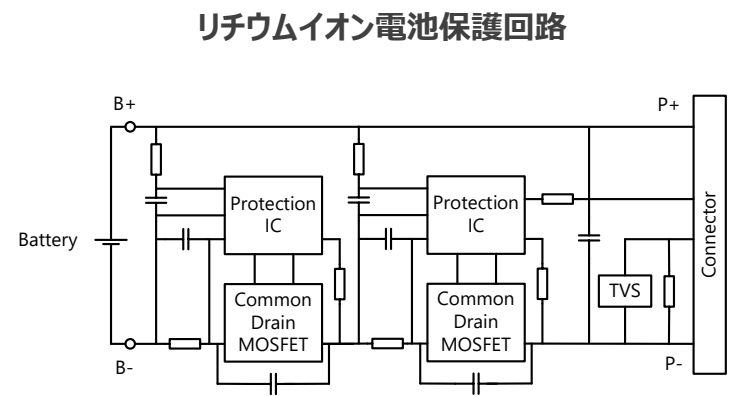 リチウムイオン電池保護回路
B+
P+
Protection
IC
Protection
IC
Battery
Connector
Common
Drain
MOSFET
Common
Drain
MOSFET
TVS
B-
P-